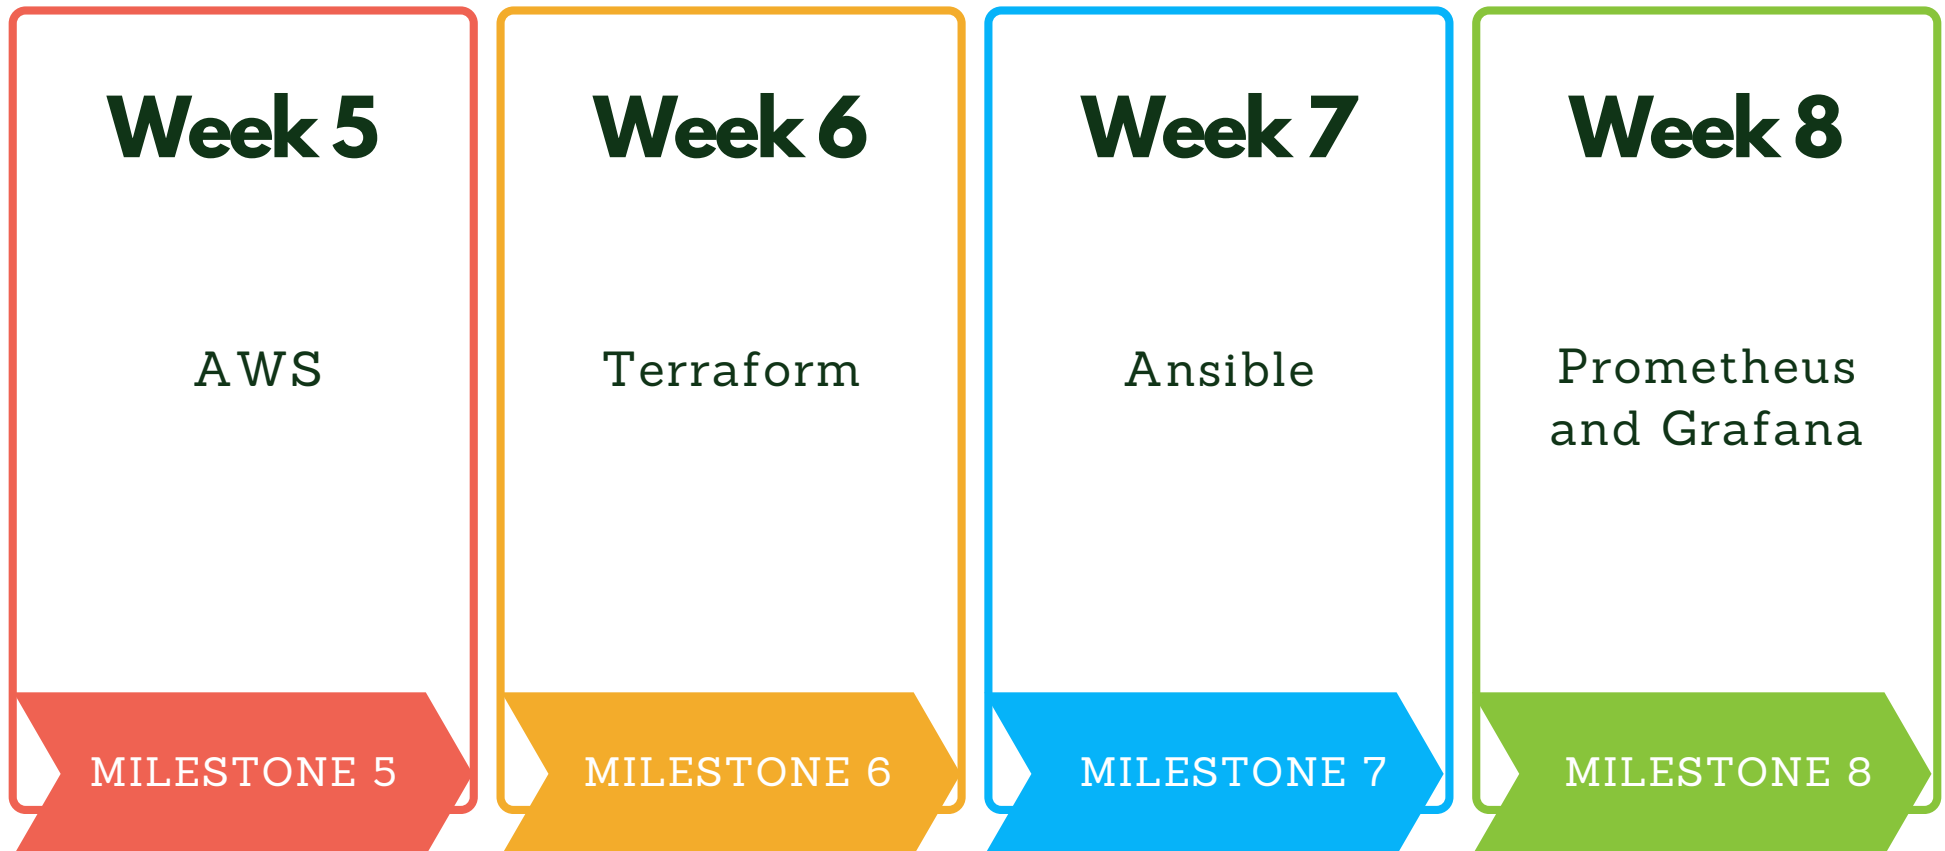 Week 5
AWS
MILESTONE 5
Week 6
Terraform
MILESTONE 6
Week 7
Ansible
MILESTONE 7
Week 8
Prometheus
and Grafana
MILESTONE 8